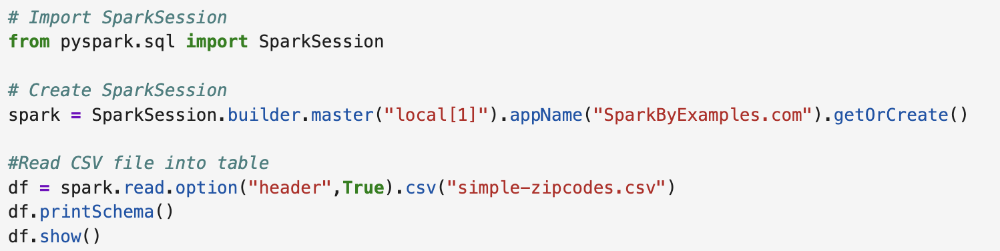 # Import SparkSession
from pyspark.sql import SparkSession
# Create SparkSession
spark = SparkSession.builder.master("local[1]").appName("SparkByExamples.com").getOrCreate()
#Read CSV file into table
df = spark.read.option("header",True).csv("simple-zipcodes.csv")
df.printSchema()
df.show()